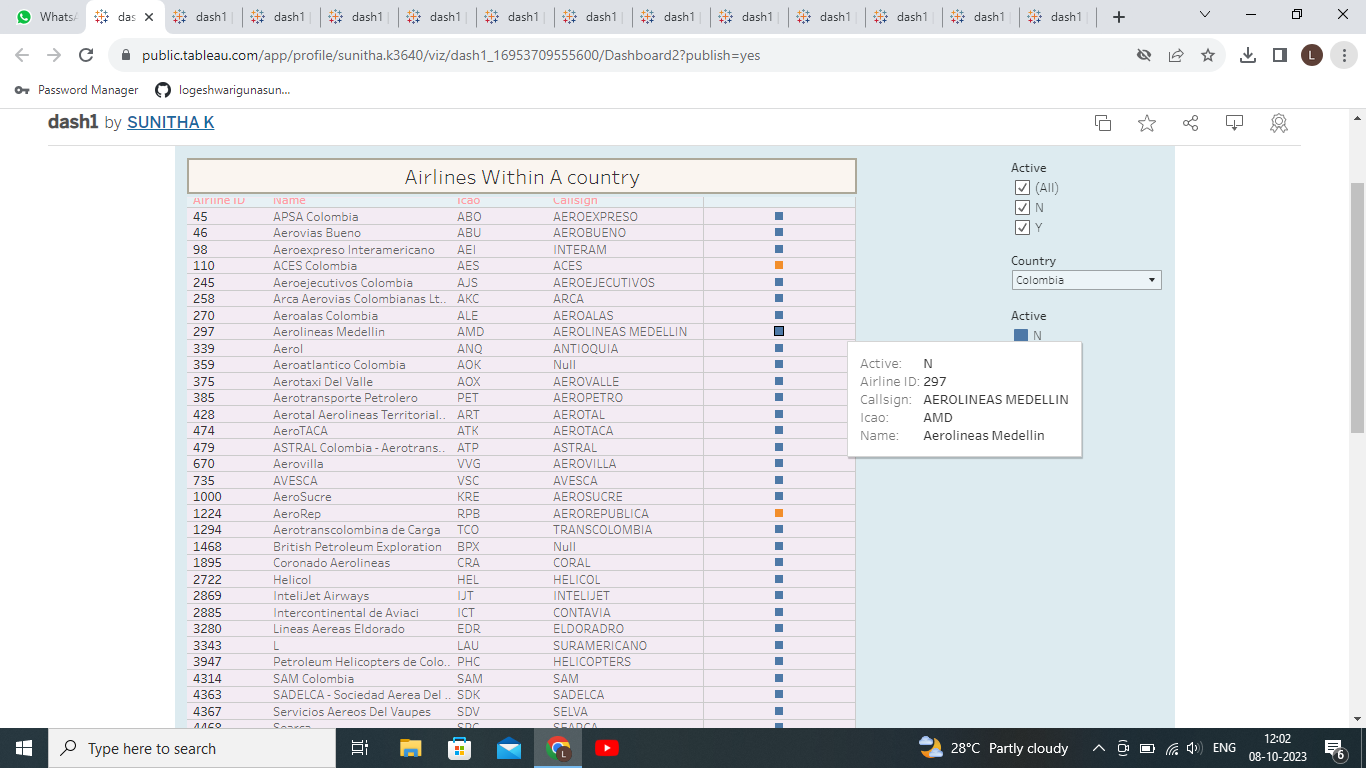 WhatsA
das
dash1
dash1
dash1
dash1
dash1
dash1
dash1
dash1
dash1
dash1
dash1
dash1
public.tableau.com/app/profile/sunitha.k3640/viz/dash1_16953709555600/Dashboard2?publish=yes
L
Password Manager logeshwarigunasun...
dash1 by SUNITHA K
Airlines Within A country
Airline ID Name Icao Callsign
45 APSA Colombia ABO AEROEXPRESO
46 Aerovias Bueno ABU AEROBUENO
98 Aeroexpreso Interamericano AEI INTERAM
110 ACES Colombia AES ACES
245 Aeroejecutivos Colombia AJS AEROEJECUTIVOS
258 Arca Aerovias Colombianas Lt.. AKC ARCA
270 Aeroalas Colombia ALE AEROALAS
297 Aerolineas Medellin AMD AEROLINEAS MEDELLIN
339 Aerol ANQ ANTIOQUIA
359 Aeroatlantico Colombia AOK Null
375 Aerotaxi Del Valle AOX AEROVALLE
385 Aerotransporte Petrolero PET AEROPETRO
428 Aerotal Aerolineas Territorial.. ART AEROTAL
474 AeroTACA ATK AEROTACA
479 ASTRAL Colombia - Aerotrans.. ATP ASTRAL
670 Aerovilla VVG AEROVILLA
735 AVESCA VSC AVESCA
1000 AeroSucre KRE AEROSUCRE
1224 AeroRep RPB AEROREPUBLICA
1294 Aerotranscolombina de Carga TCO TRANSCOLOMBIA
1468 British Petroleum Exploration BPX Null
1895 Coronado Aerolineas CRA CORAL
2722 Helicol HEL HELICOL
2869 InteliJet Airways IJT INTELIJET
2885 Intercontinental de Aviaci ICT CONTAVIA
3280 Lineas Aereas Eldorado EDR ELDORADRO
3343 L LAU SURAMERICANO
3947 Petroleum Helicopters de Colo.. PHC HELICOPTERS
4314 SAM Colombia SAM SAM
4363 SADELCA - Sociedad Aerea Del .. SDK SADELCA
4367 Servicios Aereos Del Vaupes SDV SELVA
4468 Searca SRC SEARCA
Active
(All)
N
Y
Country
Colombia
Active
N
Active: N
Airline ID: 297
Callsign: AEROLINEAS MEDELLIN
Icao: AMD
Name: Aerolineas Medellin
Type here to search
L
28°C Partly cloudy
ENG
12:02
08-10-2023
6